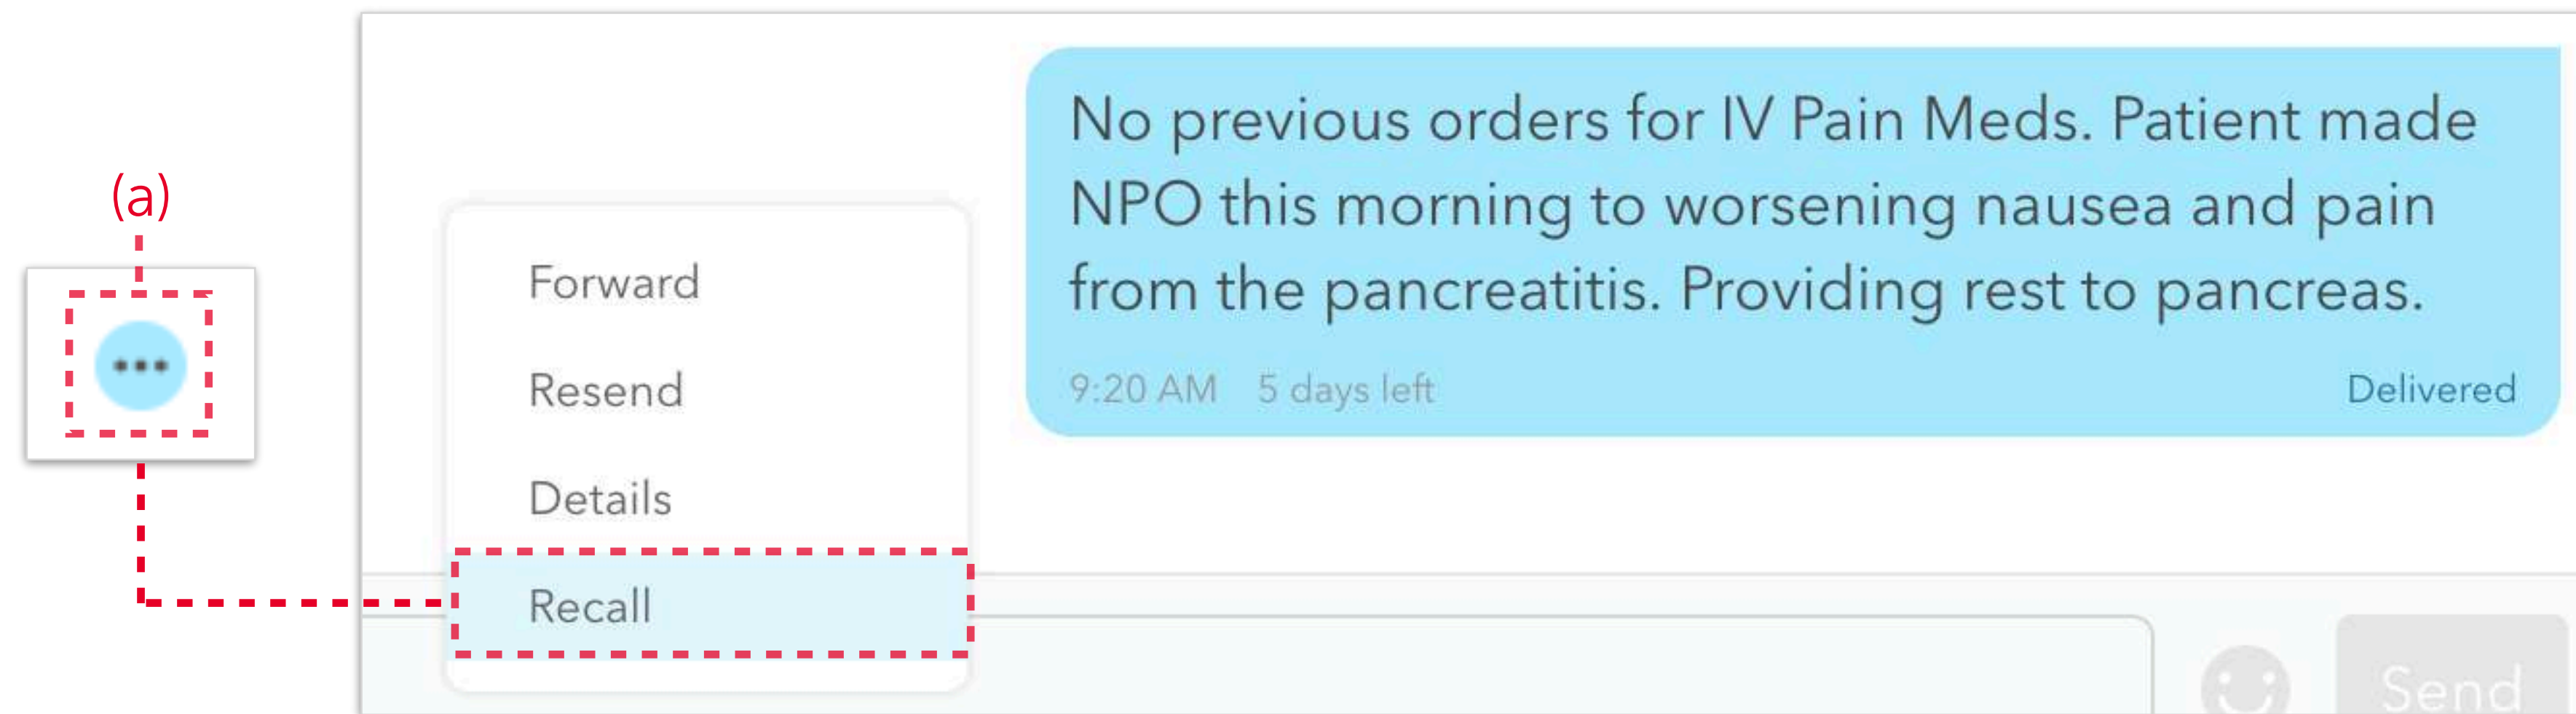 (a)
Forward
Resend
Details
Recall
No previous orders for IV Pain Meds. Patient made
NPO this morning to worsening nausea and pain
from the pancreatitis. Providing rest to pancreas.
9:20 AM 5 days left Delivered
Send